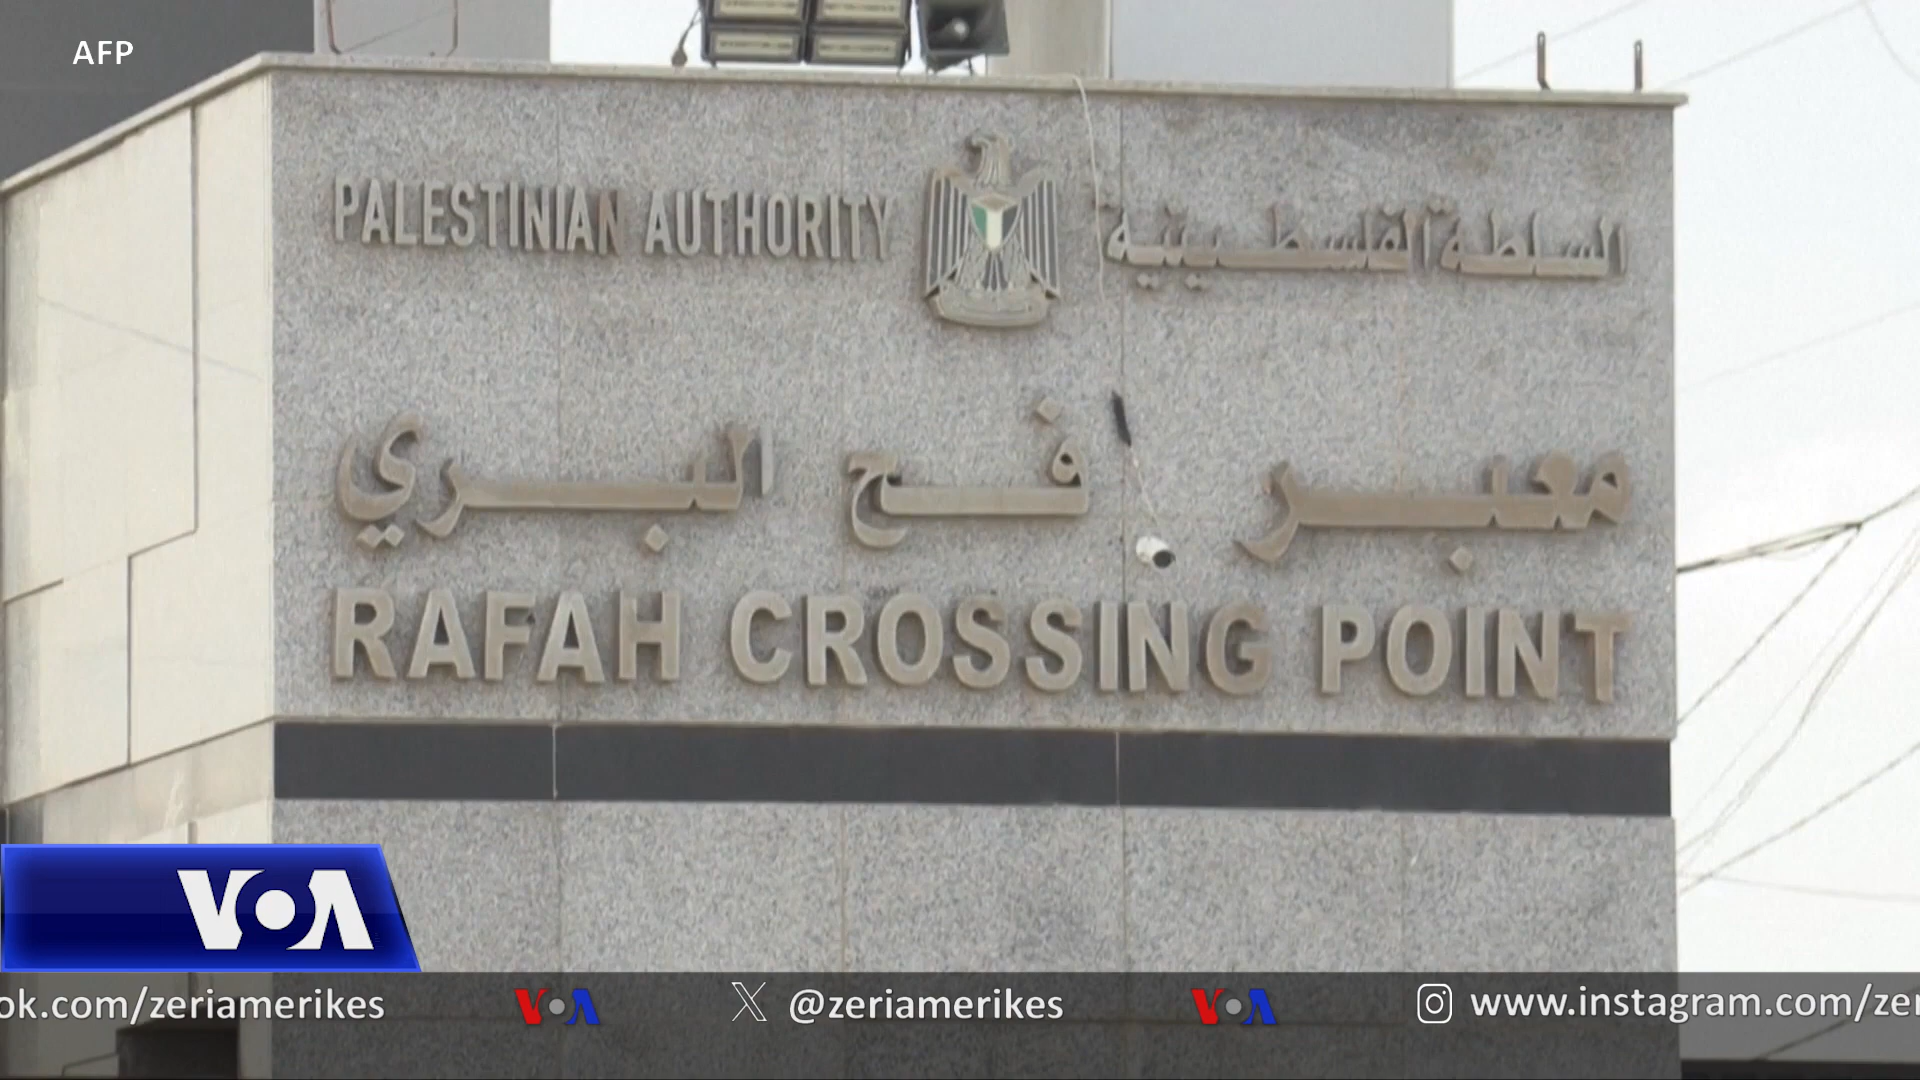 AFP
PALESTINIAN AUTHORITY السلطة الفلسطينية
معبر فح البري
RAFAH CROSSING POINT
VOA
ok.com/zeriamerikes VOA X @zeriamerikes VOA www.instagram.com/zer